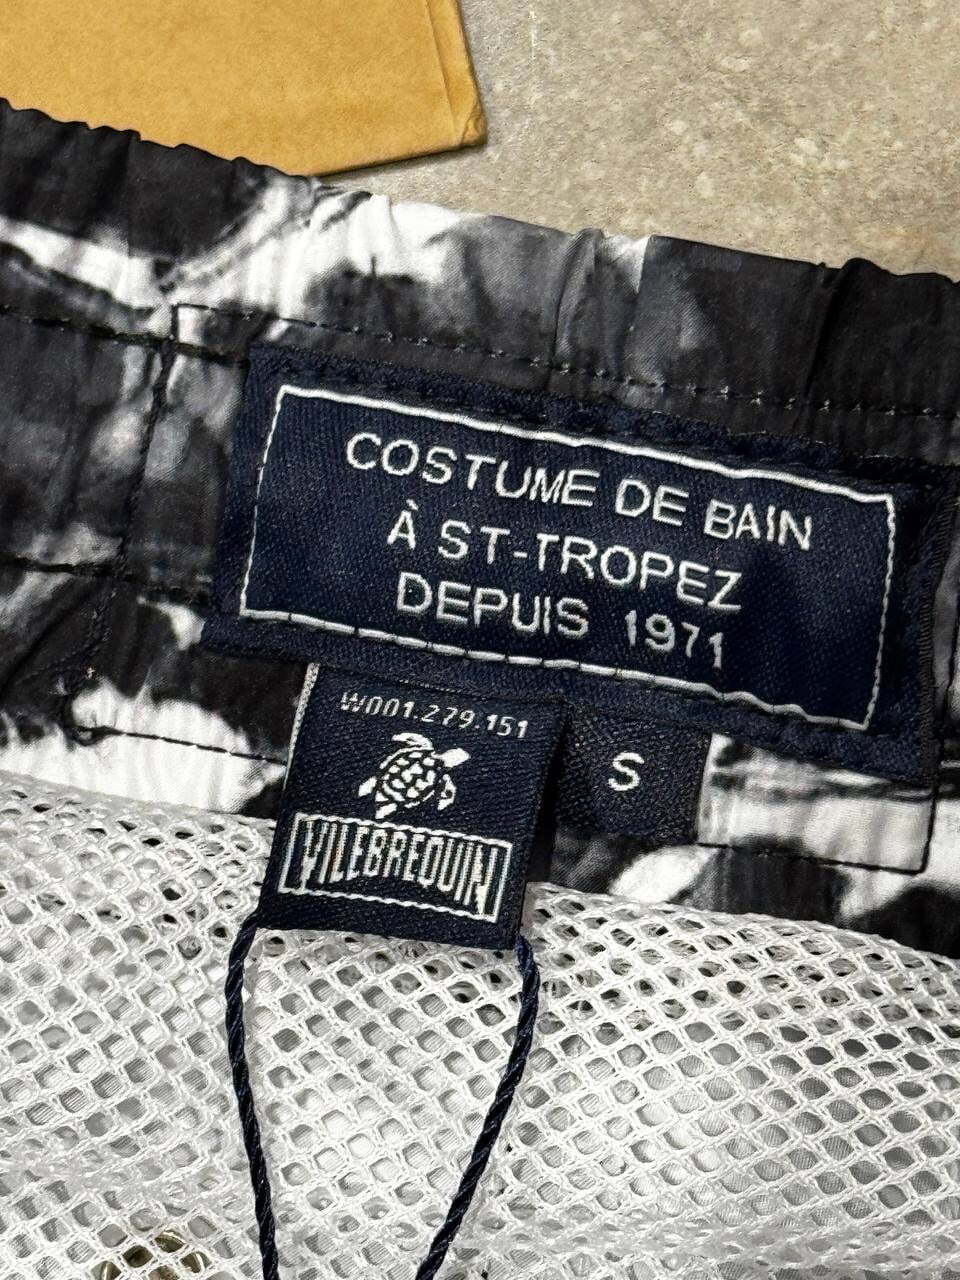 COSTUME DE BAIN
À ST-TROPEZ
DEPUIS 1971
W001.279.151
S
VILEBREQUIN